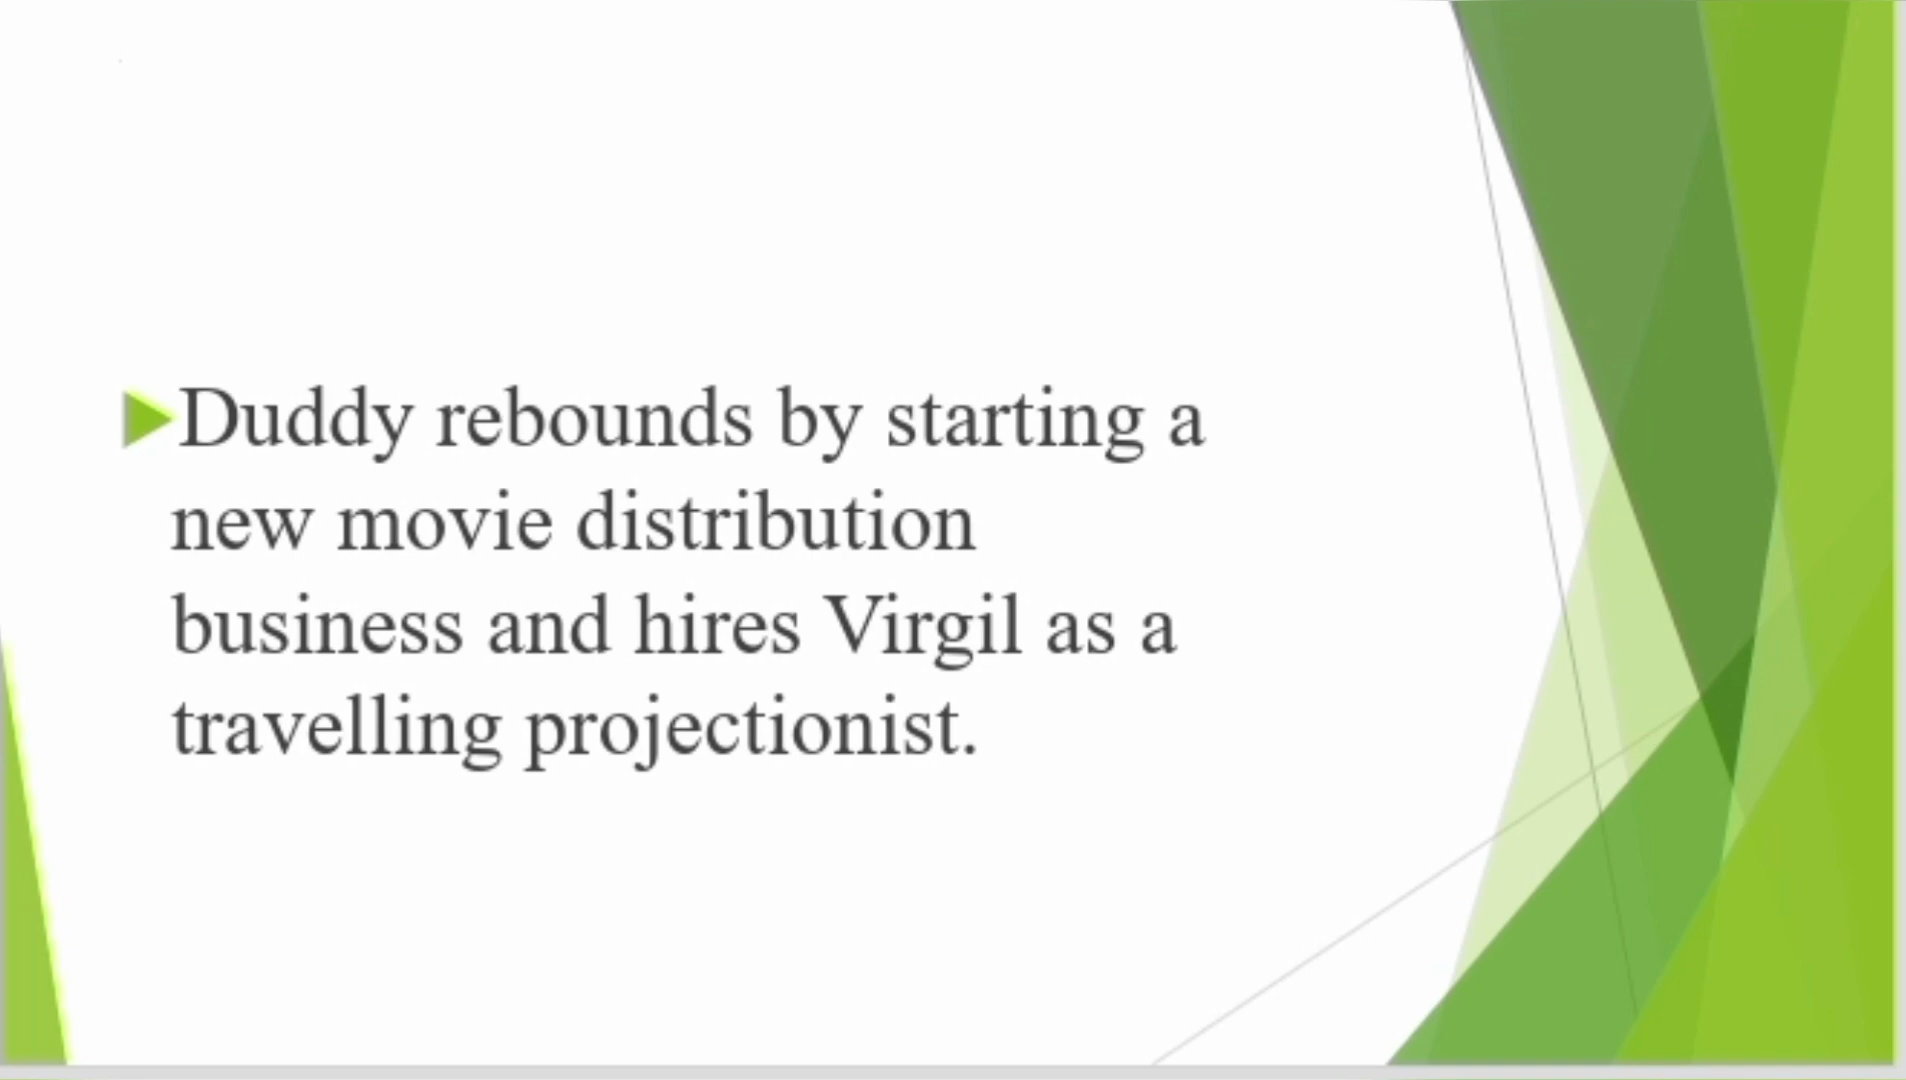 Duddy rebounds by starting a
new movie distribution
business and hires Virgil as a
travelling projectionist.